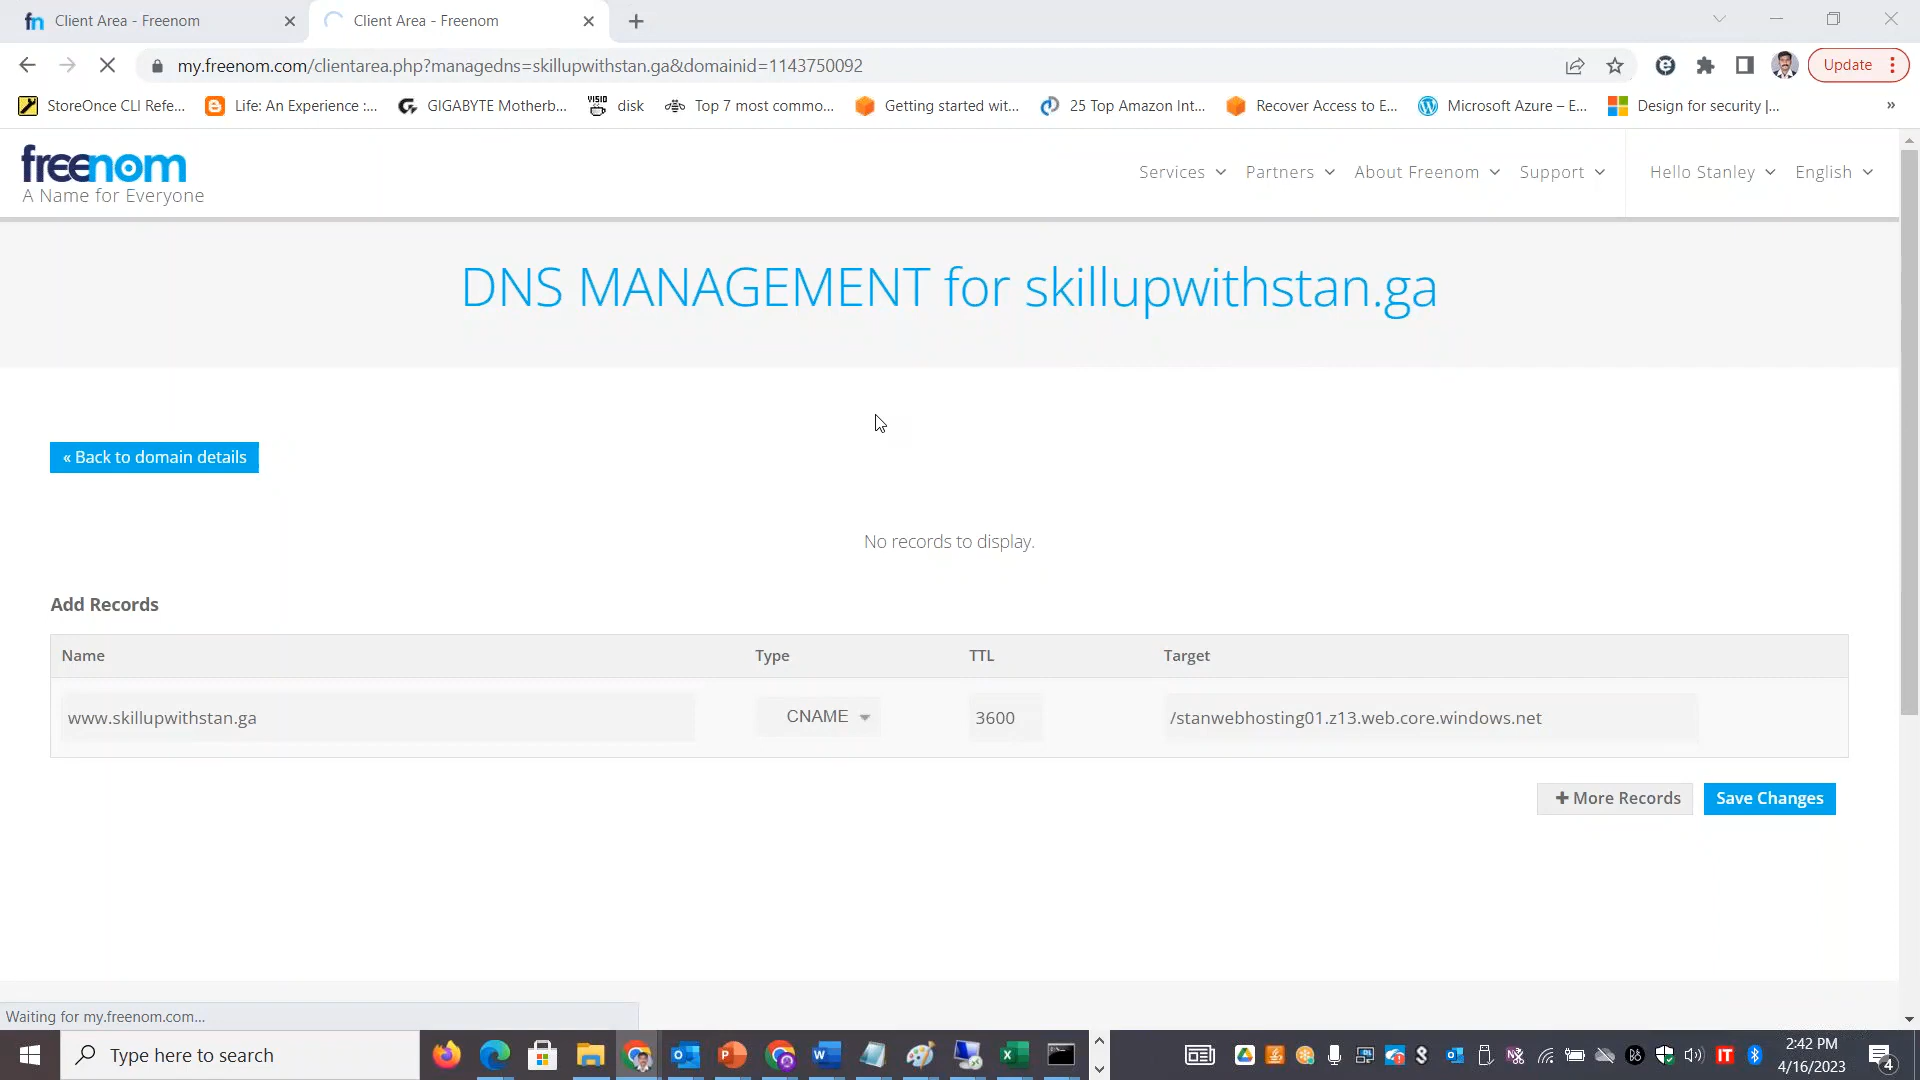 Client Area - Freenom
Client Area - Freenom
my.freenom.com/clientarea.php?managedns=skillupwithstan.ga&domainid=1143750092
Update
StoreOnce CLI Refe...
Life: An Experience :...
GIGABYTE Motherb...
VISIO
disk
Top 7 most commo...
Getting started wit...
25 Top Amazon Int...
Recover Access to E...
Microsoft Azure – E...
Design for security |...
»
freenom
A Name for Everyone
Services
Partners
About Freenom
Support
Hello Stanley
English
DNS MANAGEMENT for skillupwithstan.ga
« Back to domain details
No records to display.
Add Records
Name Type TTL Target
www.skillupwithstan.ga CNAME 3600 /stanwebhosting01.z13.web.core.windows.net
+ More Records
Save Changes
Waiting for my.freenom.com...
Type here to search
2:42 PM
4/16/2023
4